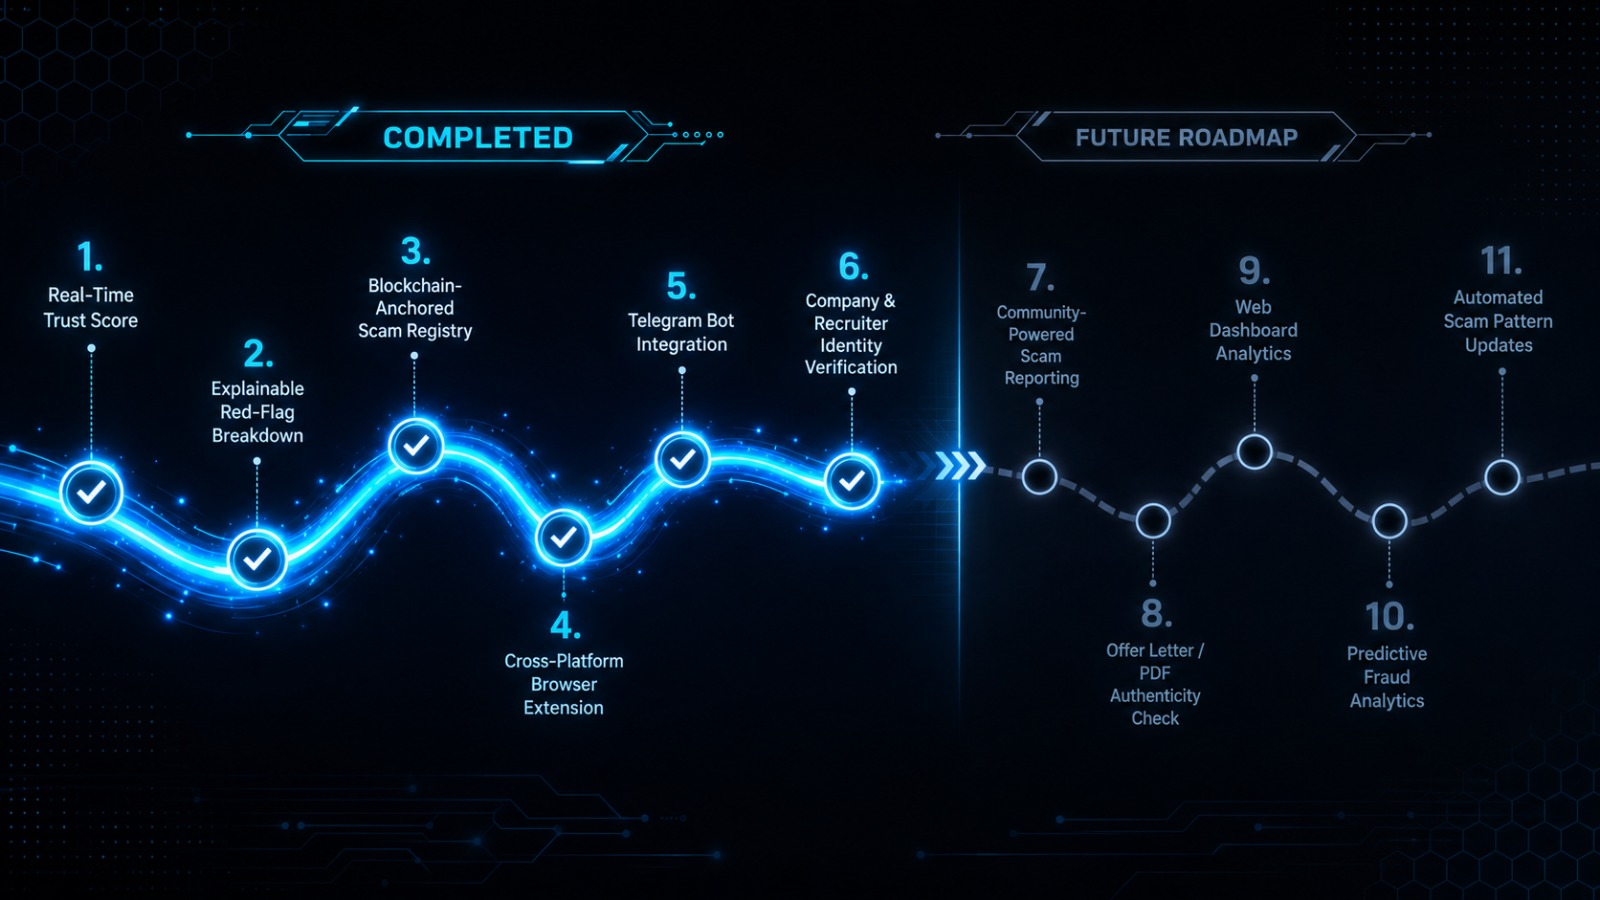 COMPLETED
FUTURE ROADMAP
1.
Real-Time
Trust Score
2.
Explainable
Red-Flag
Breakdown
3.
Blockchain-
Anchored
Scam Registry
4.
Cross-Platform
Browser
Extension
5.
Telegram Bot
Integration
6.
Company &
Recruiter
Identity
Verification
7.
Community-
Powered
Scam
Reporting
8.
Offer Letter /
PDF
Authenticity
Check
9.
Web
Dashboard
Analytics
10.
Predictive
Fraud
Analytics
11.
Automated
Scam Pattern
Updates